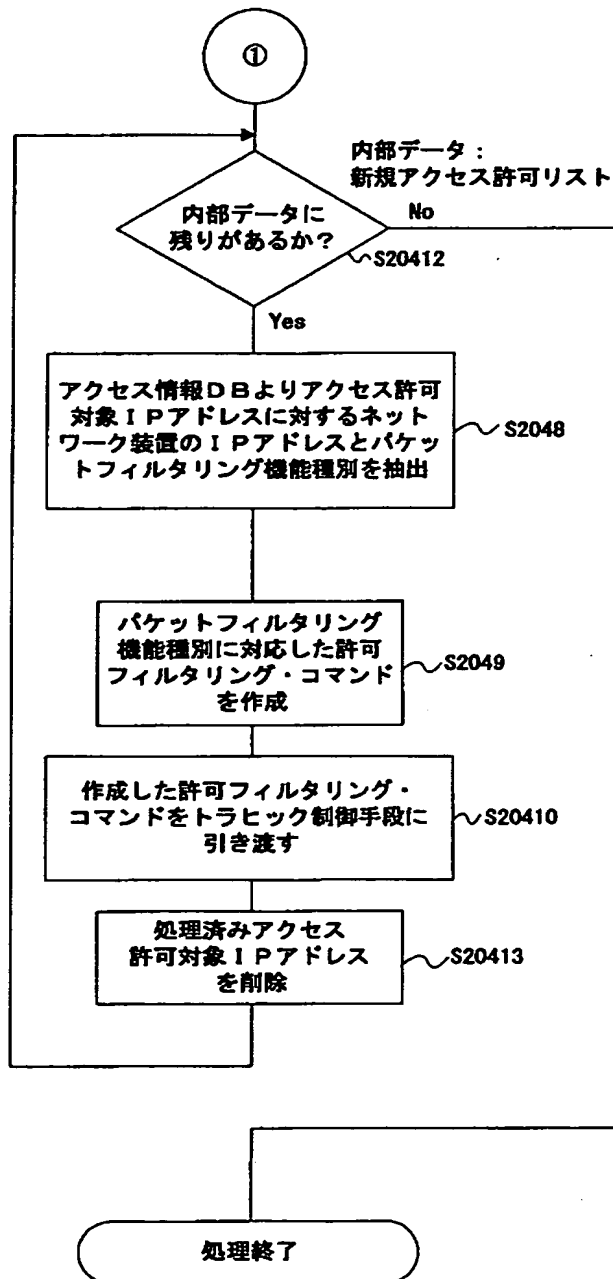 ①
内部データ：
新規アクセス許可リスト
内部データに
残りがあるか？
No
S20412
Yes
アクセス情報ＤＢよりアクセス許可
対象ＩＰアドレスに対するネット
ワーク装置のＩＰアドレスとパケッ
トフィルタリング機能種別を抽出
S2048
パケットフィルタリング
機能種別に対応した許可
フィルタリング・コマンド
を作成
S2049
作成した許可フィルタリング・
コマンドをトラヒック制御手段に
引き渡す
S20410
処理済みアクセス
許可対象ＩＰアドレス
を削除
S20413
処理終了